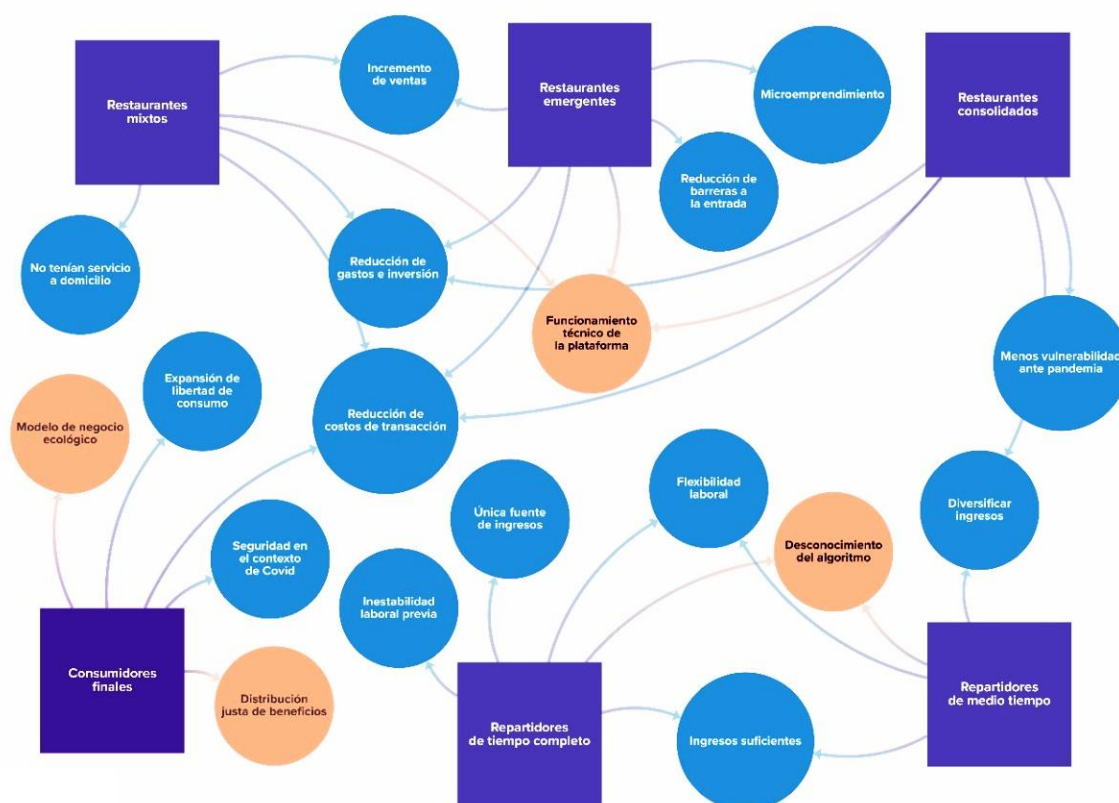 Restaurantes
mixtos
Incremento
de ventas
Restaurantes
emergentes
Microemprendimiento
Restaurantes
consolidados
Reducción de
barreras a
la entrada
No tenían servicio
a domicilio
Reducción de
gastos e inversión
Funcionamiento
técnico de
la plataforma
Menos vulnerabilidad
ante pandemia
Expansión de
libertad de
consumo
Modelo de negocio
ecológico
Reducción de
costos de transacción
Flexibilidad
laboral
Única fuente
de ingresos
Diversificar
ingresos
Seguridad en
el contexto
de Covid
Desconocimiento
del algoritmo
Inestabilidad
laboral previa
Consumidores
finales
Distribución
justa de beneficios
Repartidores
de tiempo completo
Ingresos suficientes
Repartidores
de medio tiempo